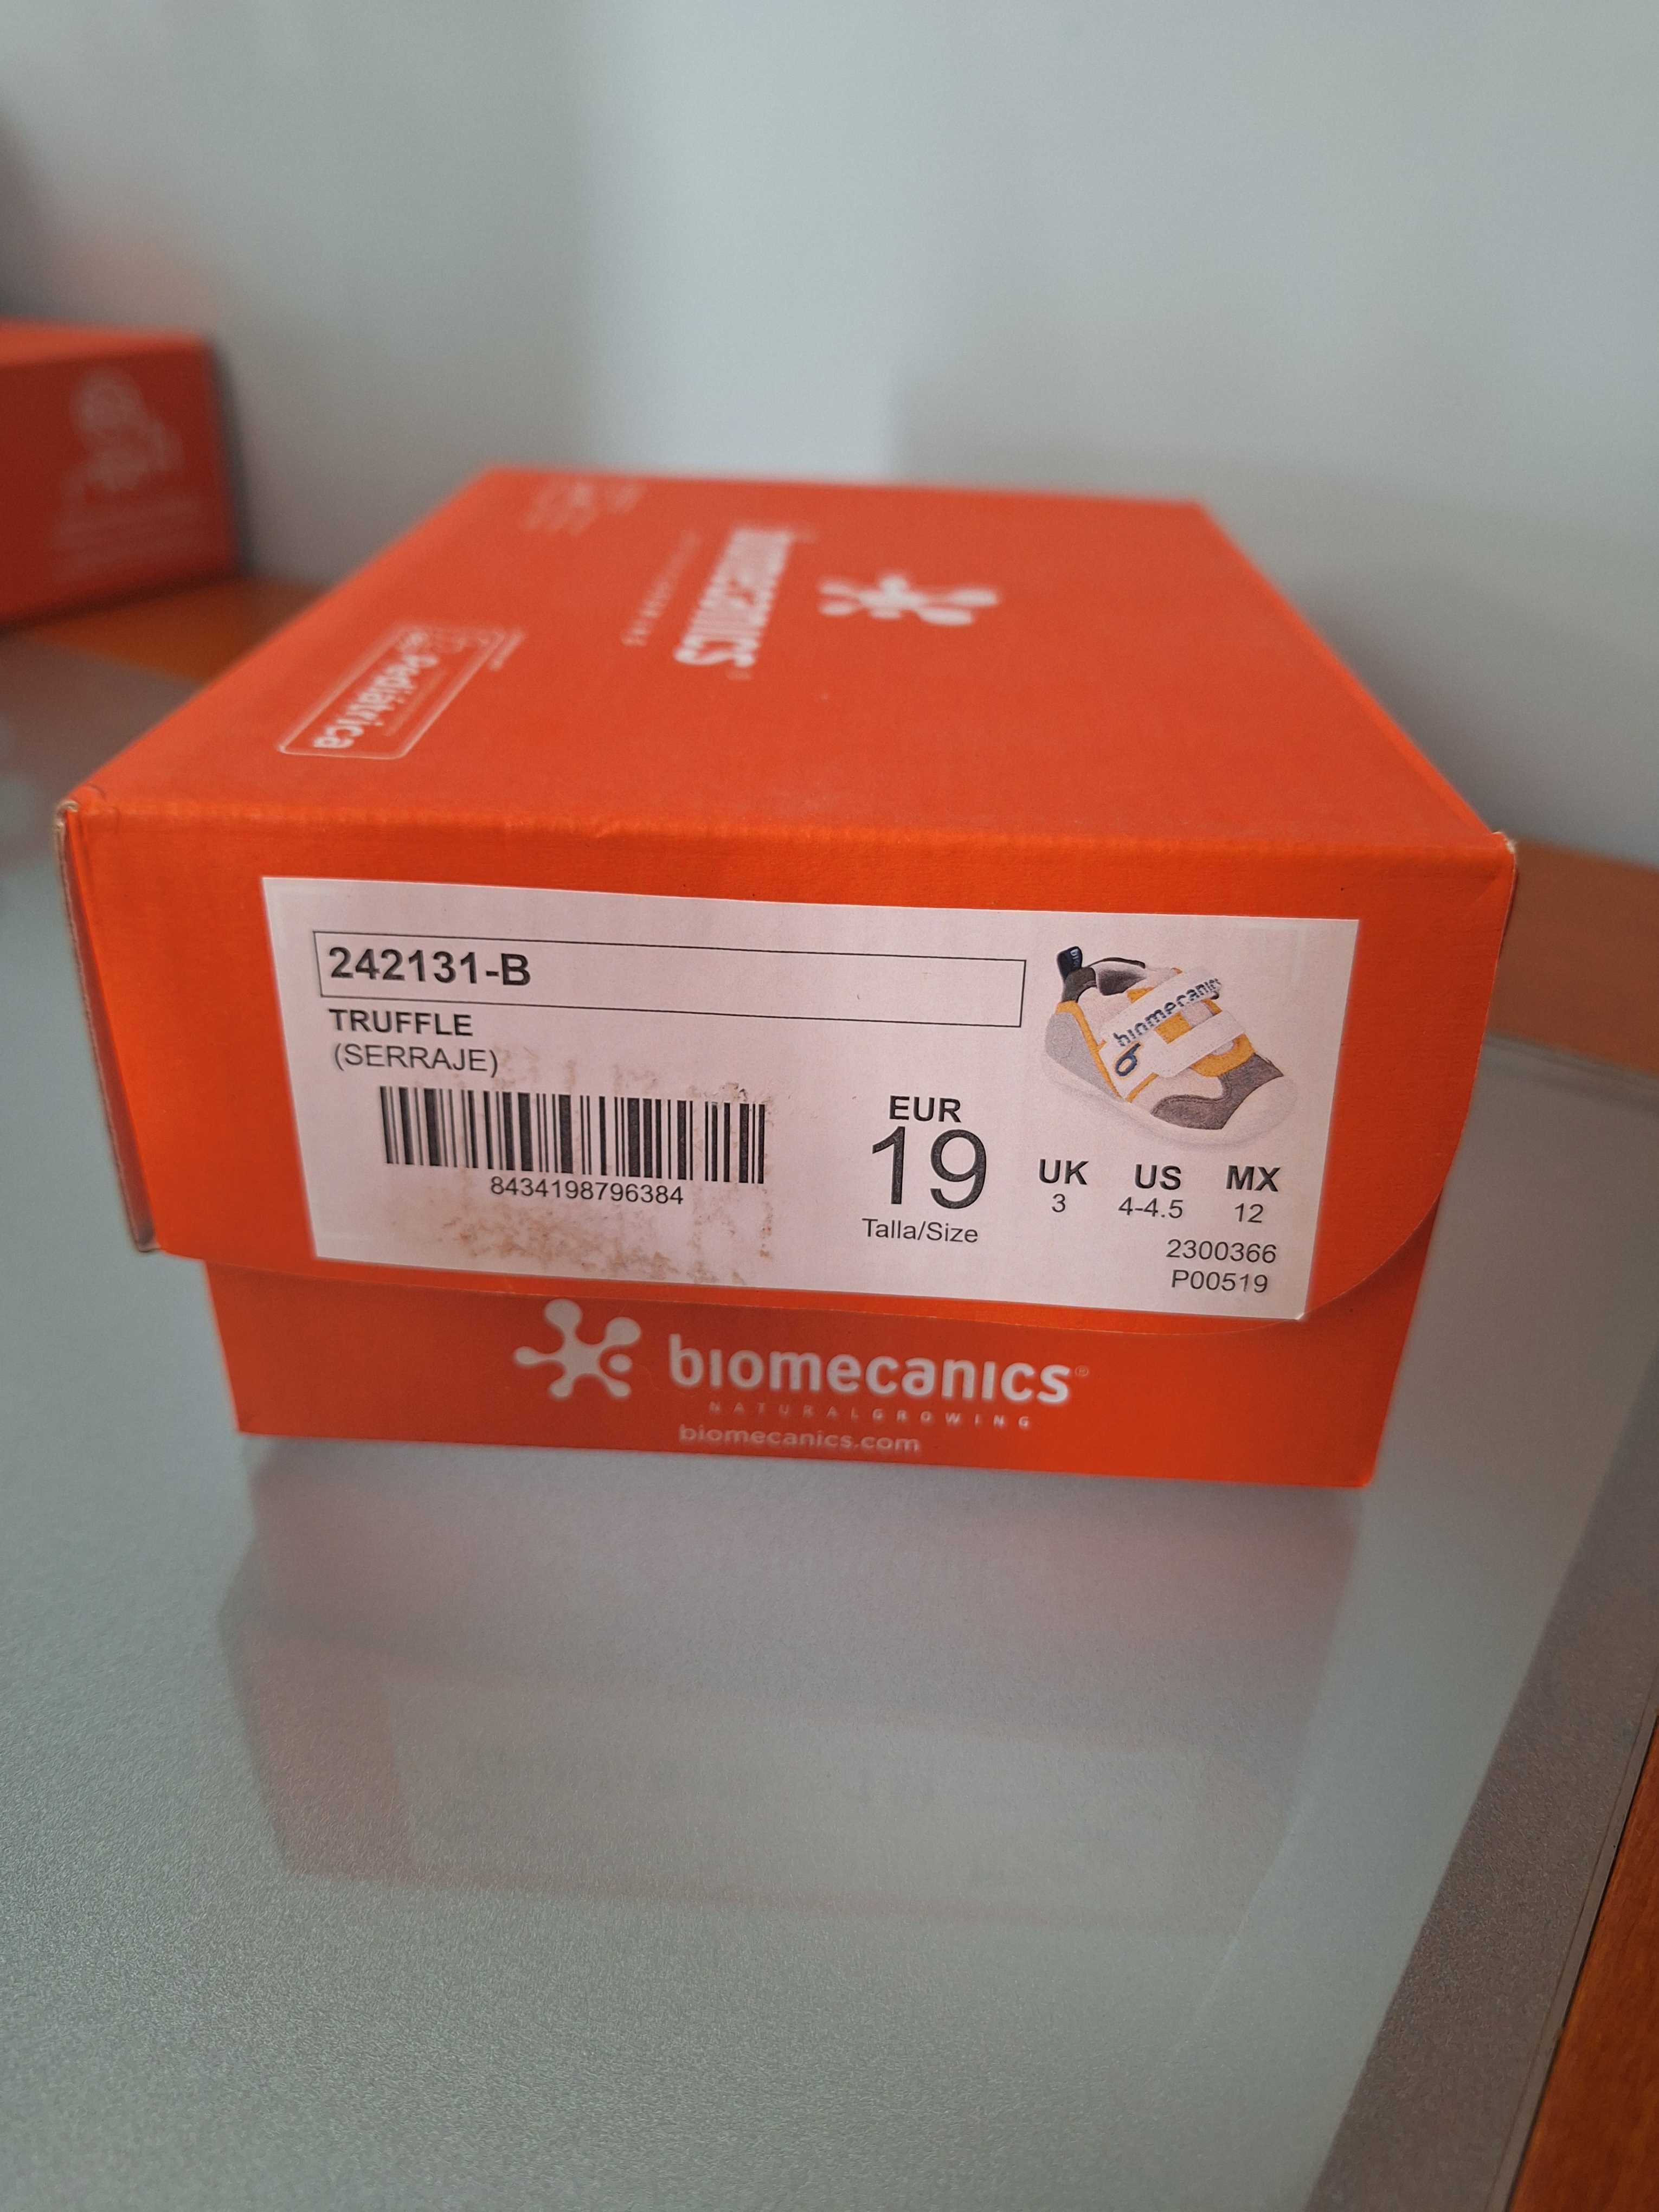 biomecanics
Pediátrica
242131-B
TRUFFLE
(SERRAJE)
biomecanics
8434198796384
EUR
19
Talla/Size
UK US MX
3 4-4.5 12
2300366
P00519
biomecanics®
NATURAL GROWING
biomecanics.com